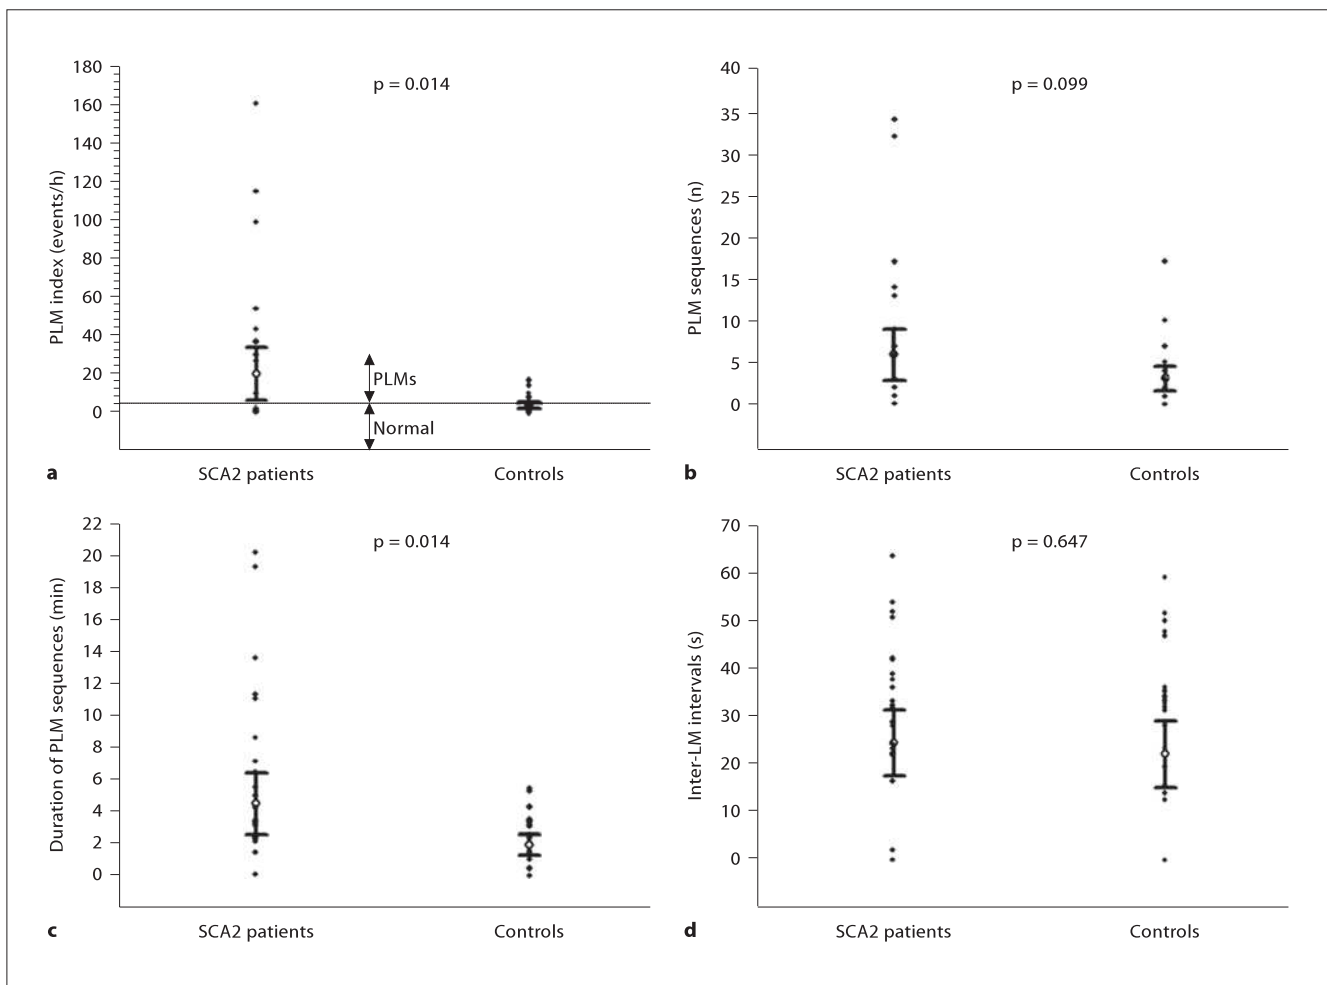 180
160
140
120
100
80
60
40
20
0
PLM index (events/h)
p = 0.014
PLMs
Normal
SCA2 patients
Controls
a
40
35
30
25
20
15
10
5
0
PLM sequences (n)
p = 0.099
SCA2 patients
Controls
b
22
20
18
16
14
12
10
8
6
4
2
0
Duration of PLM sequences (min)
p = 0.014
SCA2 patients
Controls
c
70
60
50
40
30
20
10
0
Inter-LM intervals (s)
p = 0.647
SCA2 patients
Controls
d